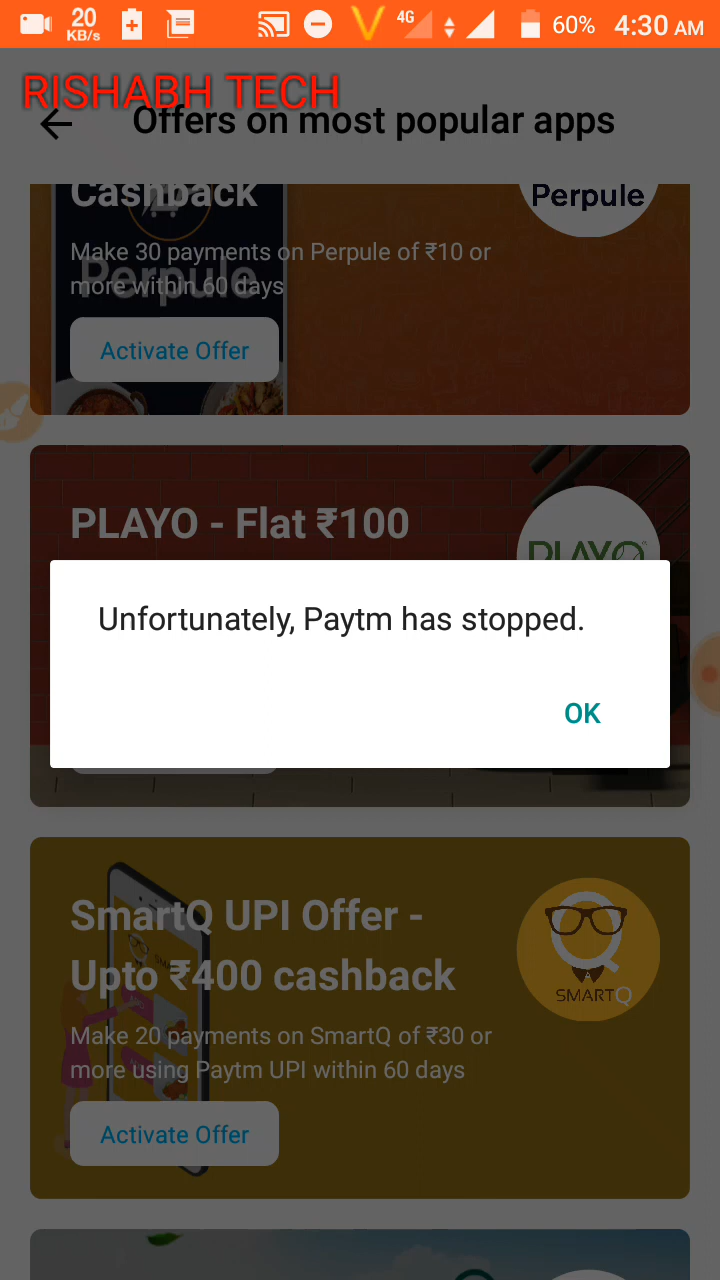 20
KB/s
4G
60%
4:30 AM
RISHABH TECH
Offers on most popular apps
Cashback
Perpule
Make 30 payments on Perpule of ₹10 or
more within 60 days
Perpule
Activate Offer
PLAYO - Flat ₹100
PLAYO
Unfortunately, Paytm has stopped.
OK
SmartQ UPI Offer -
Upto ₹400 cashback
SMARTQ
Make 20 payments on SmartQ of ₹30 or
more using Paytm UPI within 60 days
Activate Offer